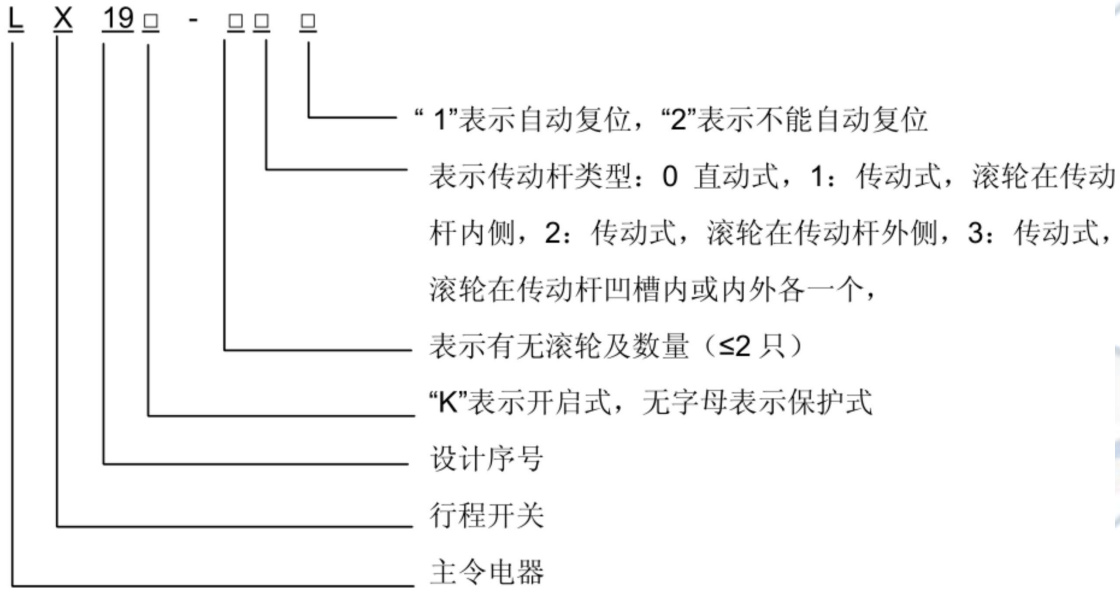 L X 19 □ - □ □ □
“ 1”表示自动复位，“2”表示不能自动复位
表示传动杆类型：0 直动式，1：传动式，滚轮在传动
杆内侧，2：传动式，滚轮在传动杆外侧，3：传动式，
滚轮在传动杆凹槽内或内外各一个，
表示有无滚轮及数量（≤2 只）
“K”表示开启式，无字母表示保护式
设计序号
行程开关
主令电器